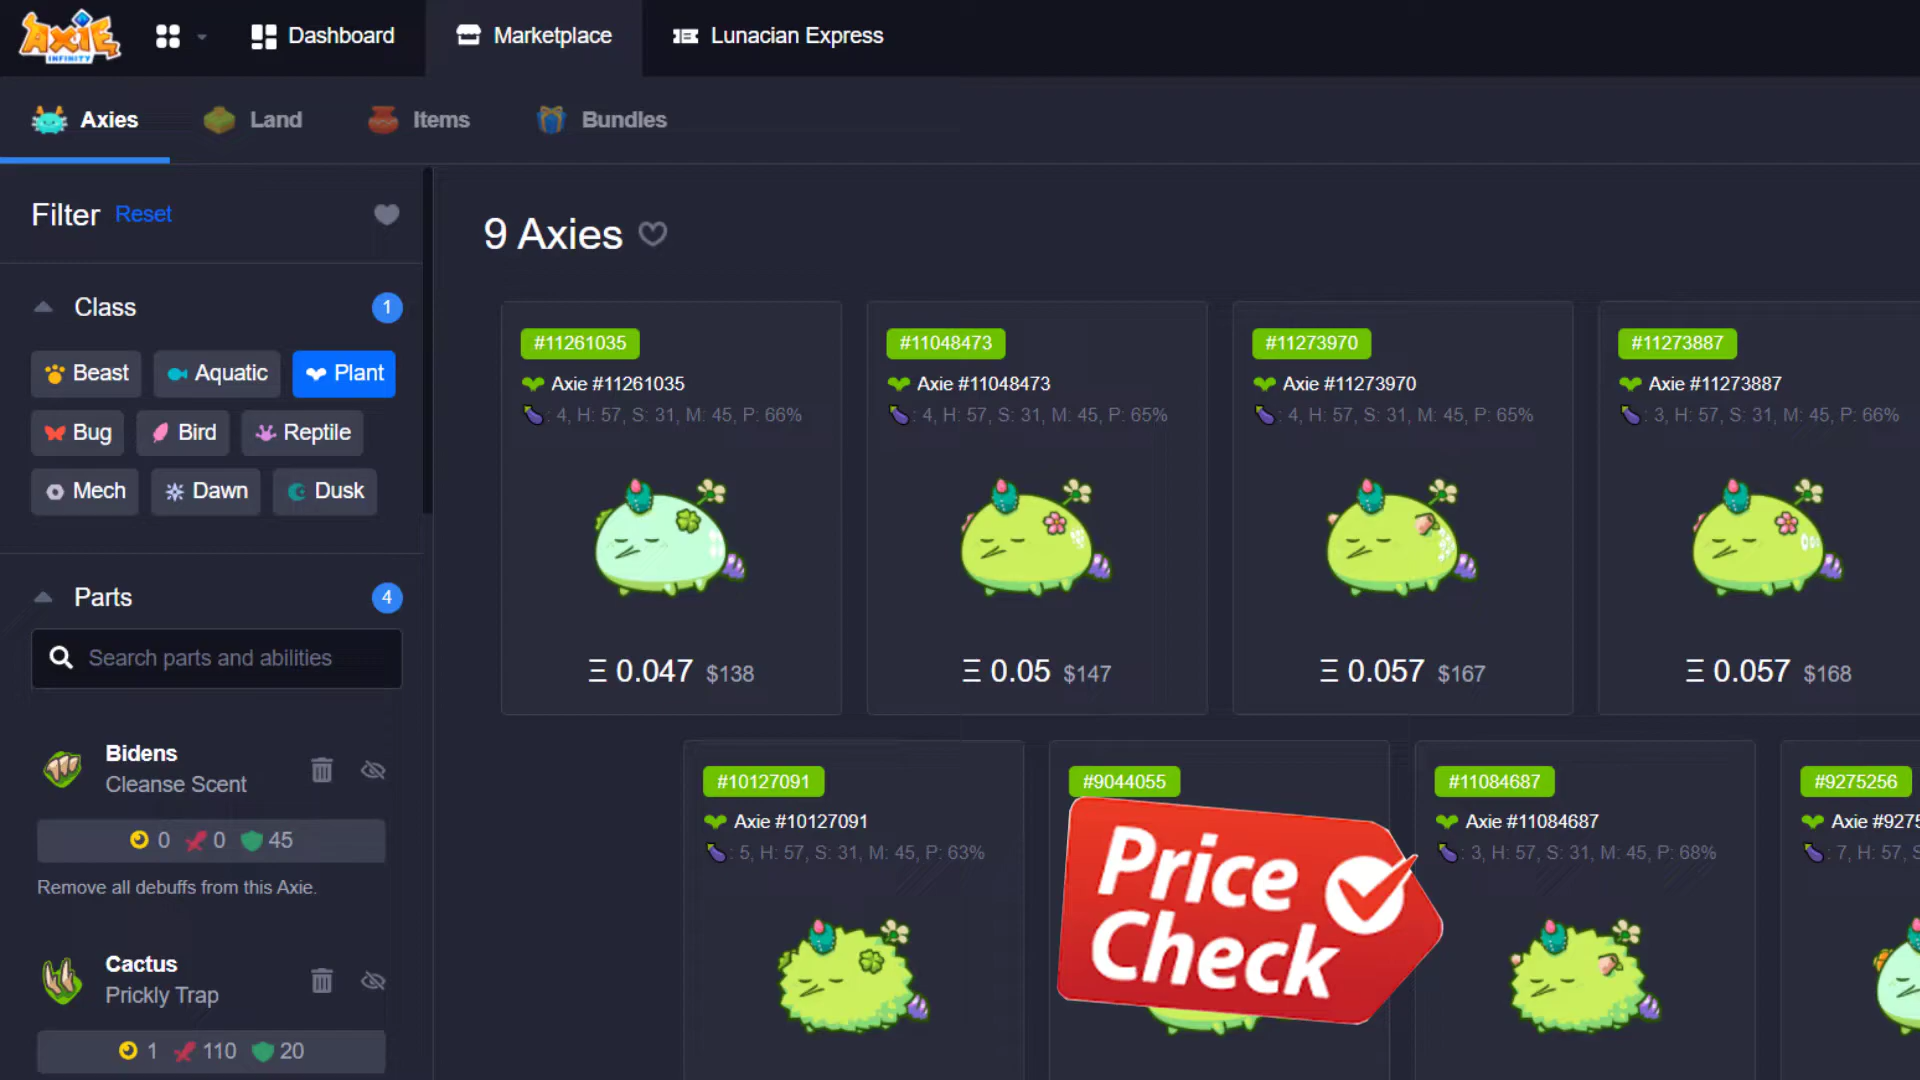 AXIE
INFINITY
Dashboard
Marketplace
Lunacian Express
Axies
Land
Items
Bundles
Filter Reset
9 Axies
Class 1
Beast Aquatic Plant
Bug Bird Reptile
Mech Dawn Dusk
Parts 4
Search parts and abilities
Bidens
Cleanse Scent
0 0 45
Remove all debuffs from this Axie.
Cactus
Prickly Trap
1 110 20
#11261035
Axie #11261035
: 4, H: 57, S: 31, M: 45, P: 66%
Ξ 0.047 $138
#11048473
Axie #11048473
: 4, H: 57, S: 31, M: 45, P: 65%
Ξ 0.05 $147
#11273970
Axie #11273970
: 4, H: 57, S: 31, M: 45, P: 65%
Ξ 0.057 $167
#11273887
Axie #11273887
: 3, H: 57, S: 31, M: 45, P: 66%
Ξ 0.057 $168
#10127091
Axie #10127091
: 5, H: 57, S: 31, M: 45, P: 63%
#9044055
Price
Check
#11084687
Axie #11084687
: 3, H: 57, S: 31, M: 45, P: 68%
#9275256
Axie #9275
: 7, H: 57, S